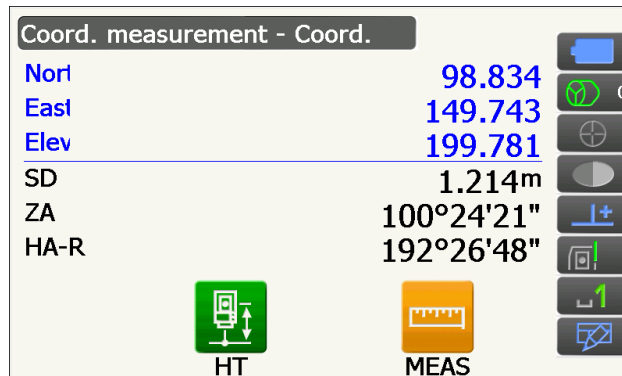 Coord. measurement - Coord.
Nort 98.834
East 149.743
Elev 199.781
SD 1.214m
ZA 100°24'21"
HA-R 192°26'48"
HT MEAS